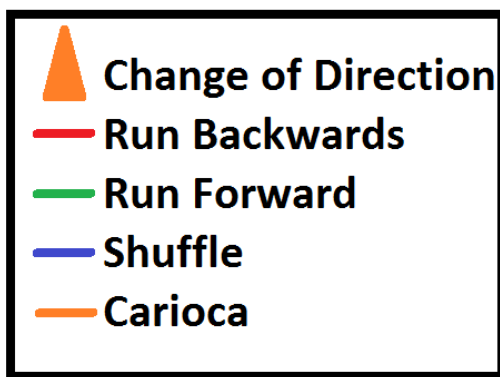 Change of Direction
Run Backwards
Run Forward
Shuffle
Carioca